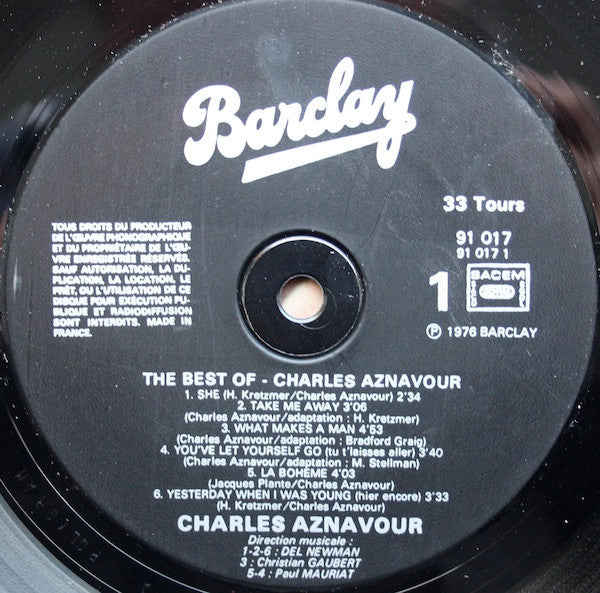 Barclay
33 Tours
TOUS DROITS DU PRODUCTEUR
DE L'ŒUVRE PHONOGRAPHIQUE
ET DU PROPRIÉTAIRE DE L'ŒU-
VRE ENREGISTRÉE RÉSERVÉS.
SAUF AUTORISATION, LA DU-
PLICATION, LA LOCATION, LE
PRÊT OU L'UTILISATION DE CE
DISQUE POUR EXÉCUTION PU-
BLIQUE ET RADIODIFFUSION
SONT INTERDITS. MADE IN
FRANCE.
91 017
91 017 1
1
SACEM
Ⓟ 1976 BARCLAY
THE BEST OF - CHARLES AZNAVOUR
1. SHE (H. Kretzmer/Charles Aznavour) 2'34
2. TAKE ME AWAY 3'06
(Charles Aznavour/adaptation : H. Kretzmer)
3. WHAT MAKES A MAN 4'53
(Charles Aznavour/adaptation : Bradford Graig)
4. YOU'VE LET YOURSELF GO (tu t'laisses aller) 3'40
(Charles Aznavour/adaptation : M. Stellman)
5. LA BOHÈME 4'03
(Jacques Plante/Charles Aznavour)
6. YESTERDAY WHEN I WAS YOUNG (hier encore) 3'33
(H. Kretzmer/Charles Aznavour)
CHARLES AZNAVOUR
Direction musicale :
1-2-6 : DEL NEWMAN
3 : Christian GAUBERT
5-4 : Paul MAURIAT